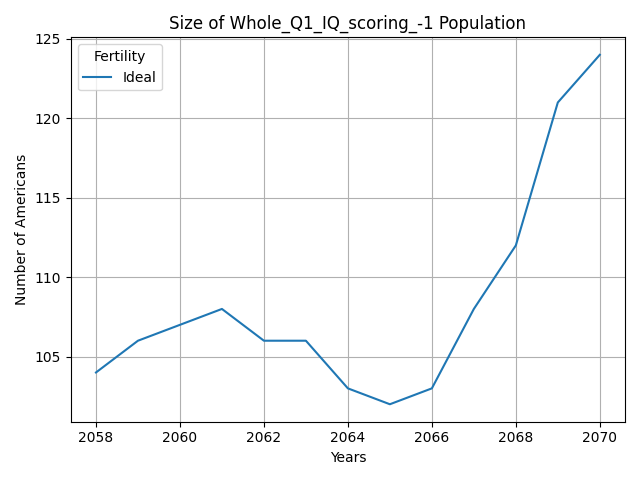 Size of Whole_Q1_IQ_scoring_-1 Population
Fertility
Ideal
Number of Americans
125
120
115
110
105
2058 2060 2062 2064 2066 2068 2070
Years